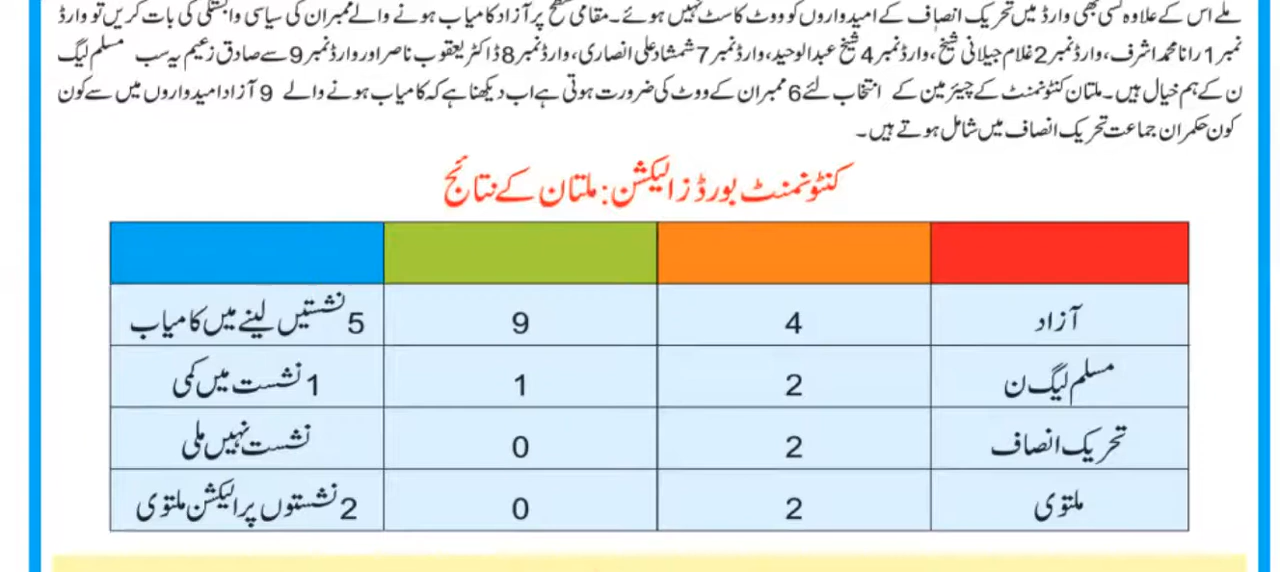 ملے اس کے علاوہ کسی بھی وارڈ میں تحریک انصاف کے امیدواروں کو ووٹ کاسٹ نہیں ہوئے۔ مقامی سطح پر آزاد کامیاب ہونے والے ممبران کی سیاسی وابستگی کی بات کریں تو وارڈ
نمبر 1 رانا محمد اشرف، وارڈ نمبر 2 غلام جیلانی شیخ، وارڈ نمبر 4 شیخ عبدالوحید، وارڈ نمبر 7 شمشاد علی انصاری، وارڈ نمبر 8 ڈاکٹر یعقوب ناصر اور وارڈ نمبر 9 سے صادق زعیم یہ سب مسلم لیگ
ن کے ہم خیال ہیں۔ ملتان کنٹونمنٹ کے چیئرمین کے انتخاب لئے 6 ممبران کے ووٹ کی ضرورت ہوتی ہے اب دیکھنا ہے کہ کامیاب ہونے والے 9 آزاد امیدواروں میں سے کون
کون حکمران جماعت تحریک انصاف میں شامل ہوتے ہیں۔
کنٹونمنٹ بورڈز الیکشن: ملتان کے نتائج
آزاد 4 9 5 نشستیں لینے میں کامیاب
مسلم لیگ ن 2 1 1 نشست میں کمی
تحریک انصاف 2 0 نشست نہیں ملی
ملتوی 2 0 2 نشستوں پر الیکشن ملتوی